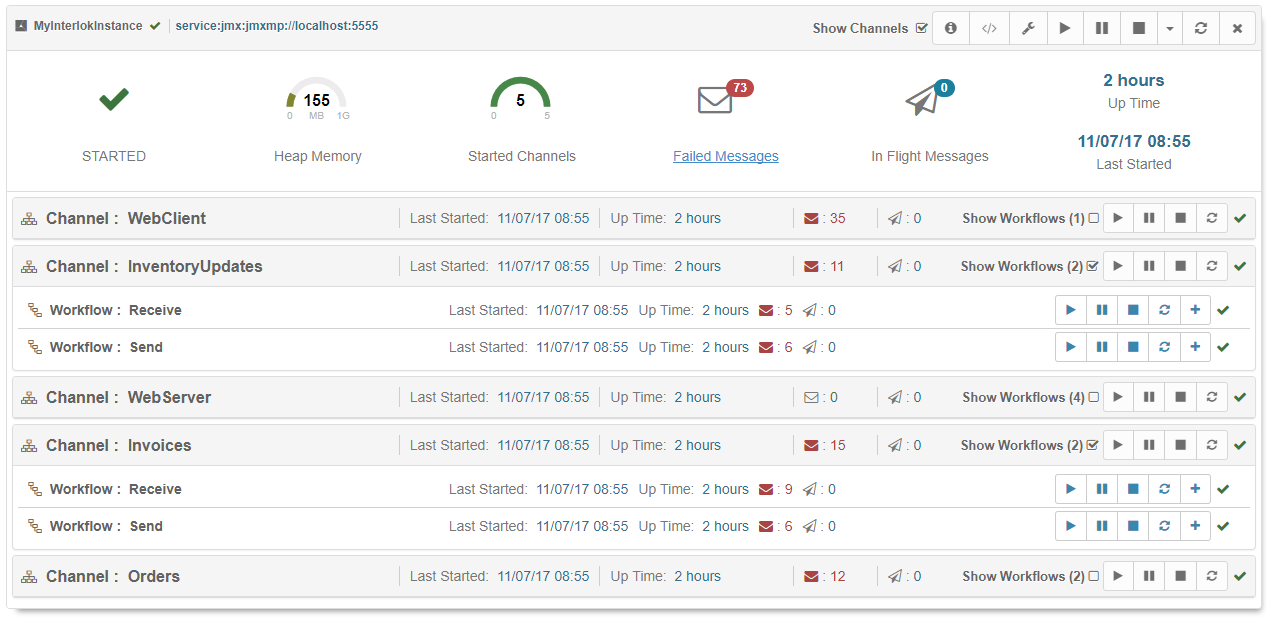 MyInterlokInstance service:jmx:jmxmp://localhost:5555 Show Channels
155
0 MB 1G
5
0 5
73
0
2 hours
Up Time
11/07/17 08:55
Last Started
STARTED Heap Memory Started Channels Failed Messages In Flight Messages
Channel : WebClient Last Started: 11/07/17 08:55 Up Time: 2 hours : 35 : 0 Show Workflows (1)
Channel : InventoryUpdates Last Started: 11/07/17 08:55 Up Time: 2 hours : 11 : 0 Show Workflows (2)
Workflow : Receive Last Started: 11/07/17 08:55 Up Time: 2 hours : 5 : 0
Workflow : Send Last Started: 11/07/17 08:55 Up Time: 2 hours : 6 : 0
Channel : WebServer Last Started: 11/07/17 08:55 Up Time: 2 hours : 0 : 0 Show Workflows (4)
Channel : Invoices Last Started: 11/07/17 08:55 Up Time: 2 hours : 15 : 0 Show Workflows (2)
Workflow : Receive Last Started: 11/07/17 08:55 Up Time: 2 hours : 9 : 0
Workflow : Send Last Started: 11/07/17 08:55 Up Time: 2 hours : 6 : 0
Channel : Orders Last Started: 11/07/17 08:55 Up Time: 2 hours : 12 : 0 Show Workflows (2)